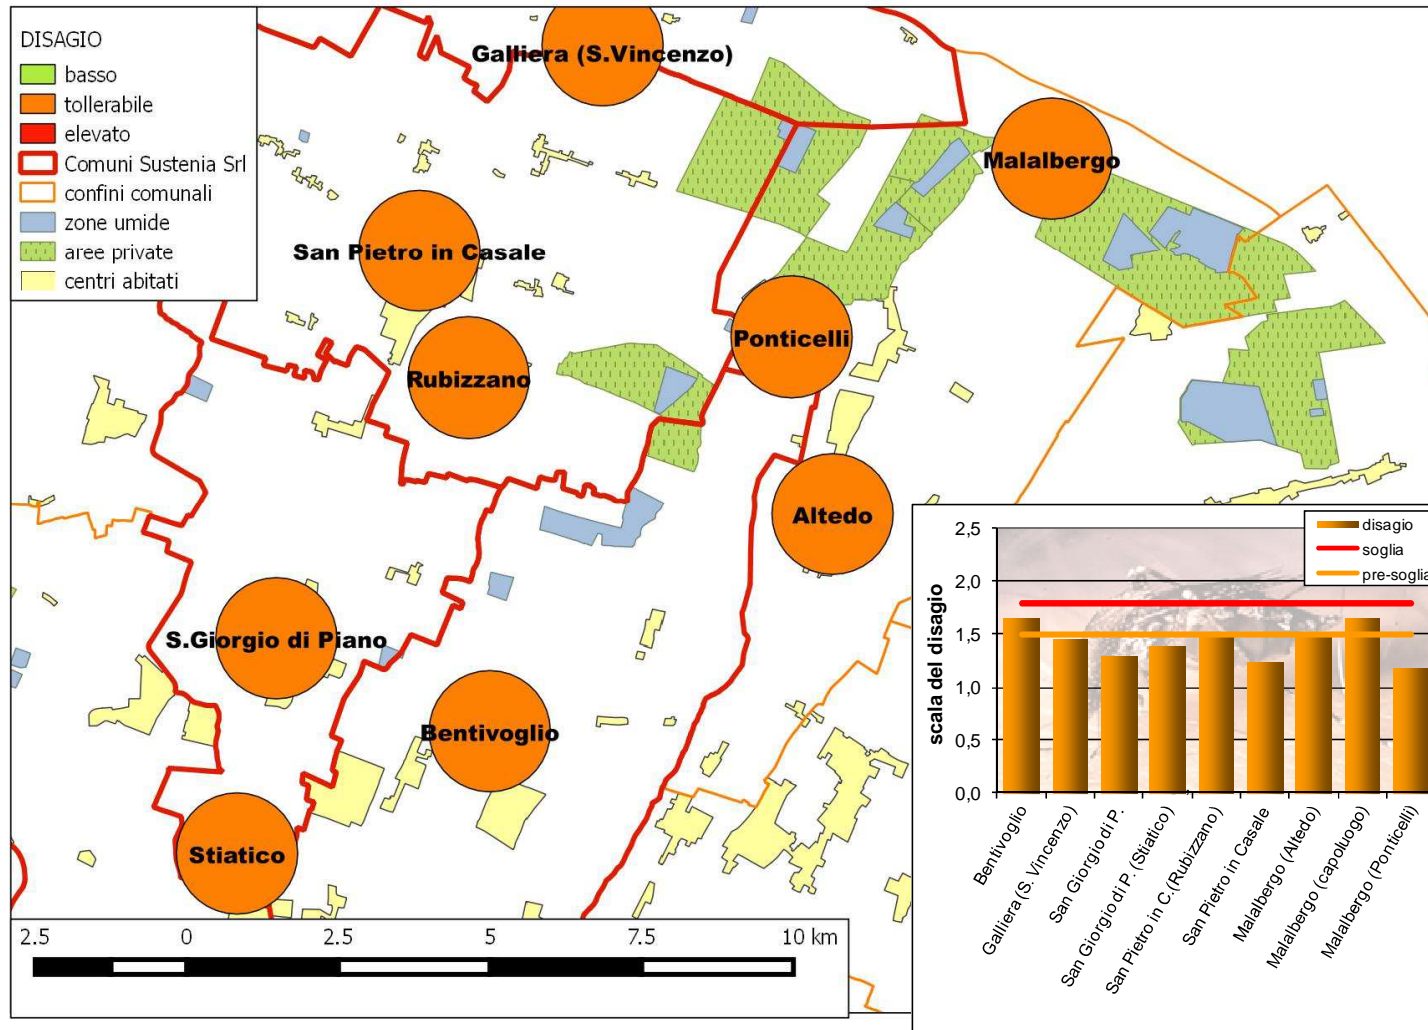 DISAGIO
basso
tollerabile
elevato
Comuni Sustenia Srl
confini comunali
zone umide
aree private
centri abitati
Galliera (S.Vincenzo)
Malalbergo
San Pietro in Casale
Ponticelli
Rubizzano
Altedo
S.Giorgio di Piano
Bentivoglio
Stiatico
2.5 0 2.5 5 7.5 10 km
disagio
soglia
pre-soglia
scala del disagio
2,5
2,0
1,5
1,0
0,5
0,0
Bentivoglio
Galliera (S. Vincenzo)
San Giorgio di P.
San Giorgio di P. (Stiatico)
San Pietro in C. (Rubizzano)
San Pietro in Casale
Malalbergo (Altedo)
Malalbergo (capoluogo)
Malalbergo (Ponticelli)